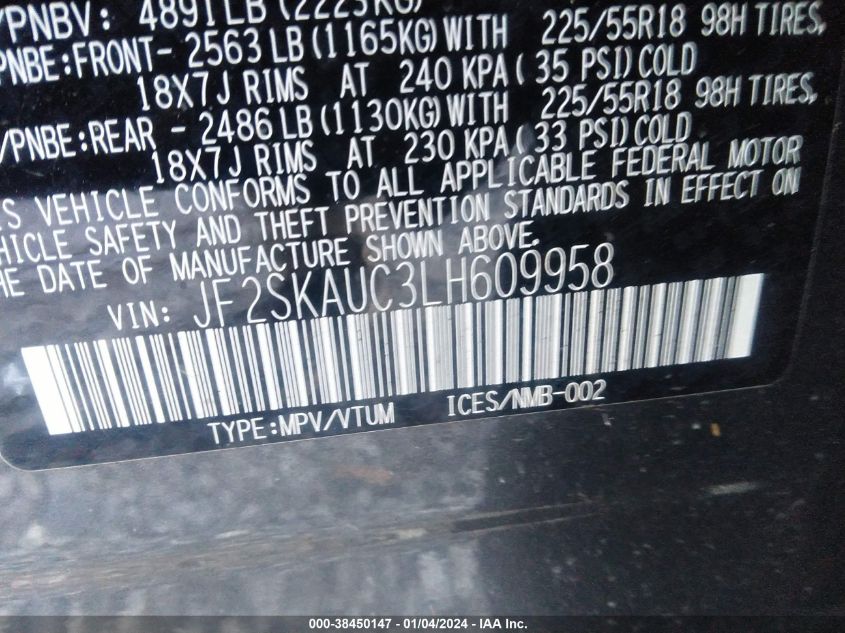 /PNBV: 4891LB (2223KG)
PNBE:FRONT- 2563 LB(1165KG)WITH 225/55R18 98H TIRES,
18X7J RIMS AT 240 KPA( 35 PSI)COLD
/PNBE:REAR - 2486 LB(1130KG)WITH 225/55R18 98H TIRES,
18X7J RIMS AT 230 KPA( 33 PSI)COLD
IS VEHICLE CONFORMS TO ALL APPLICABLE FEDERAL MOTOR
HICLE SAFETY AND THEFT PREVENTION STANDARDS IN EFFECT ON
HE DATE OF MANUFACTURE SHOWN ABOVE.
VIN: JF2SKAUC3LH609958
TYPE:MPV/VTUM ICES/NMB-002
000-38450147 - 01/04/2024 - IAA Inc.